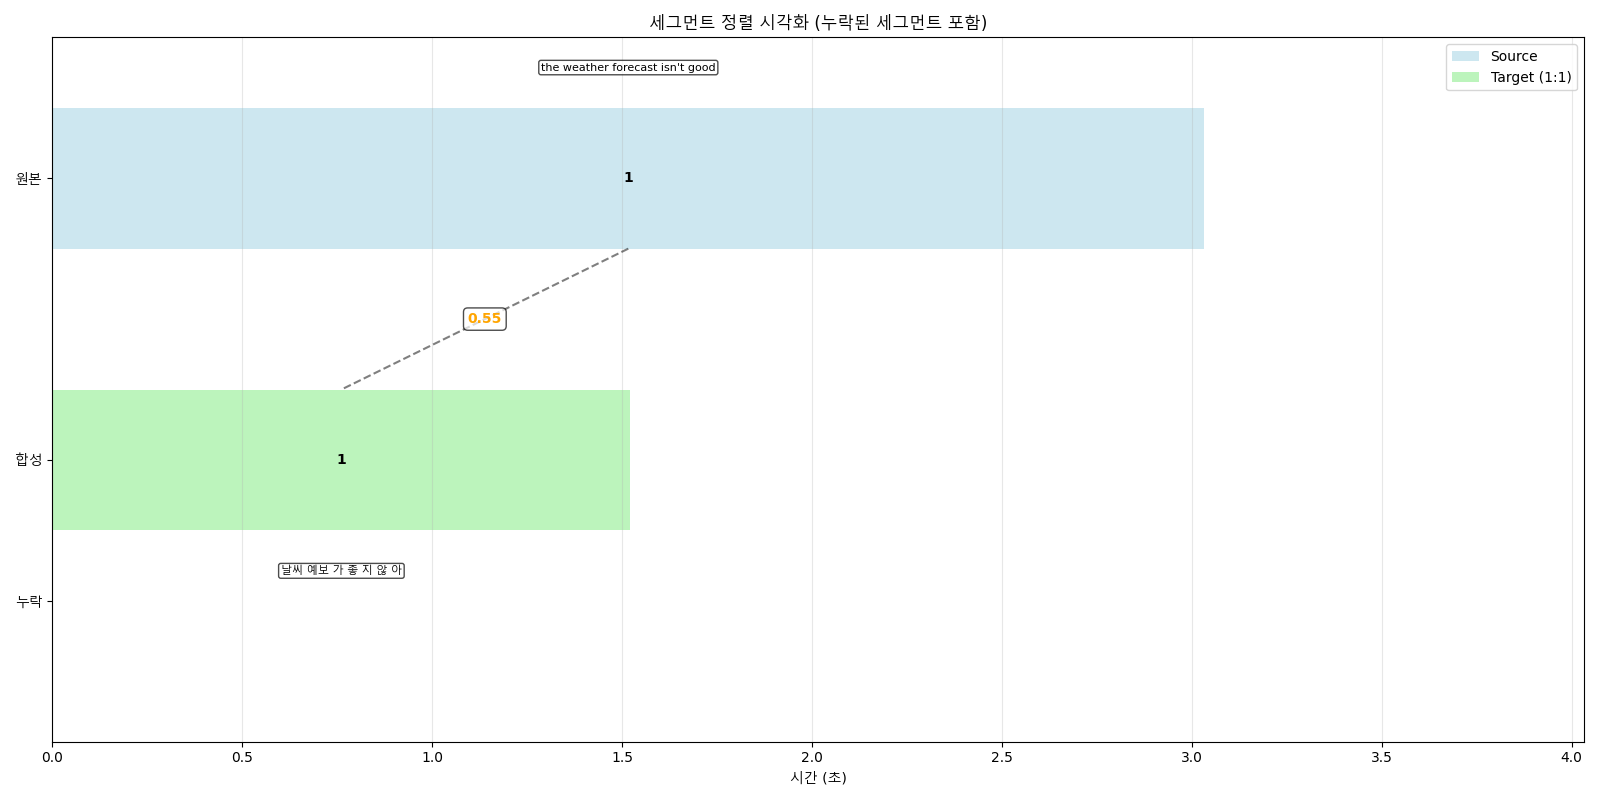 세그먼트 정렬 시각화 (누락된 세그먼트 포함)
Source
Target (1:1)
the weather forecast isn't good
원본
1
0.55
합성
1
날씨 예보 가 좋 지 않 아
누락
0.0 0.5 1.0 1.5 2.0 2.5 3.0 3.5 4.0
시간 (초)